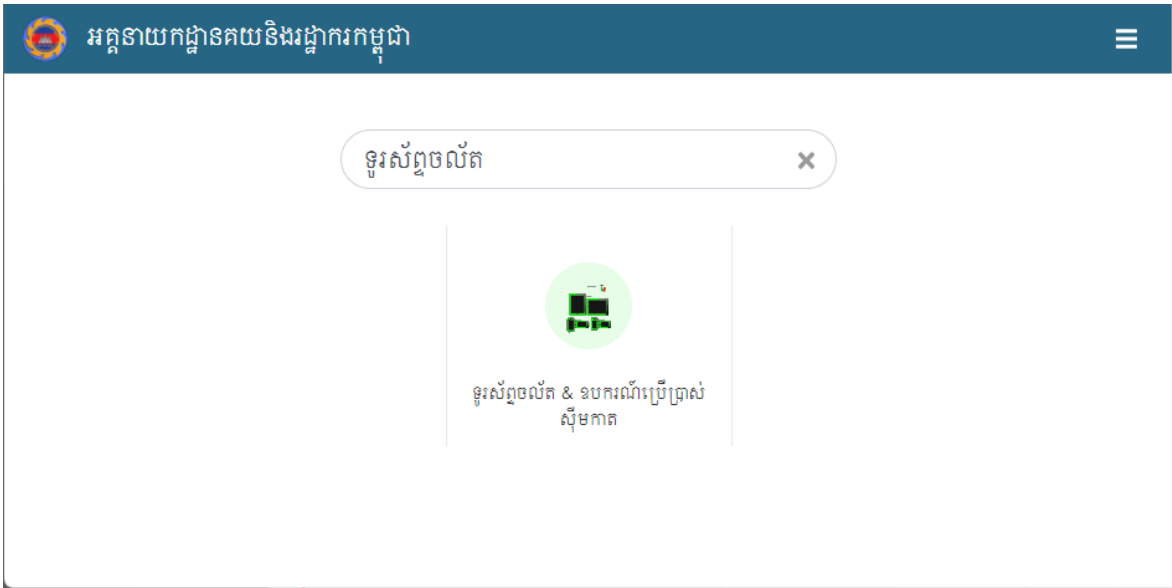 អគ្គនាយកដ្ឋានគយនិងរដ្ឋាករកម្ពុជា
ទូរស័ព្ទចល័ត
ទូរស័ព្ទចល័ត & ឧបករណ៍ប្រើប្រាស់
ស៊ីមកាត